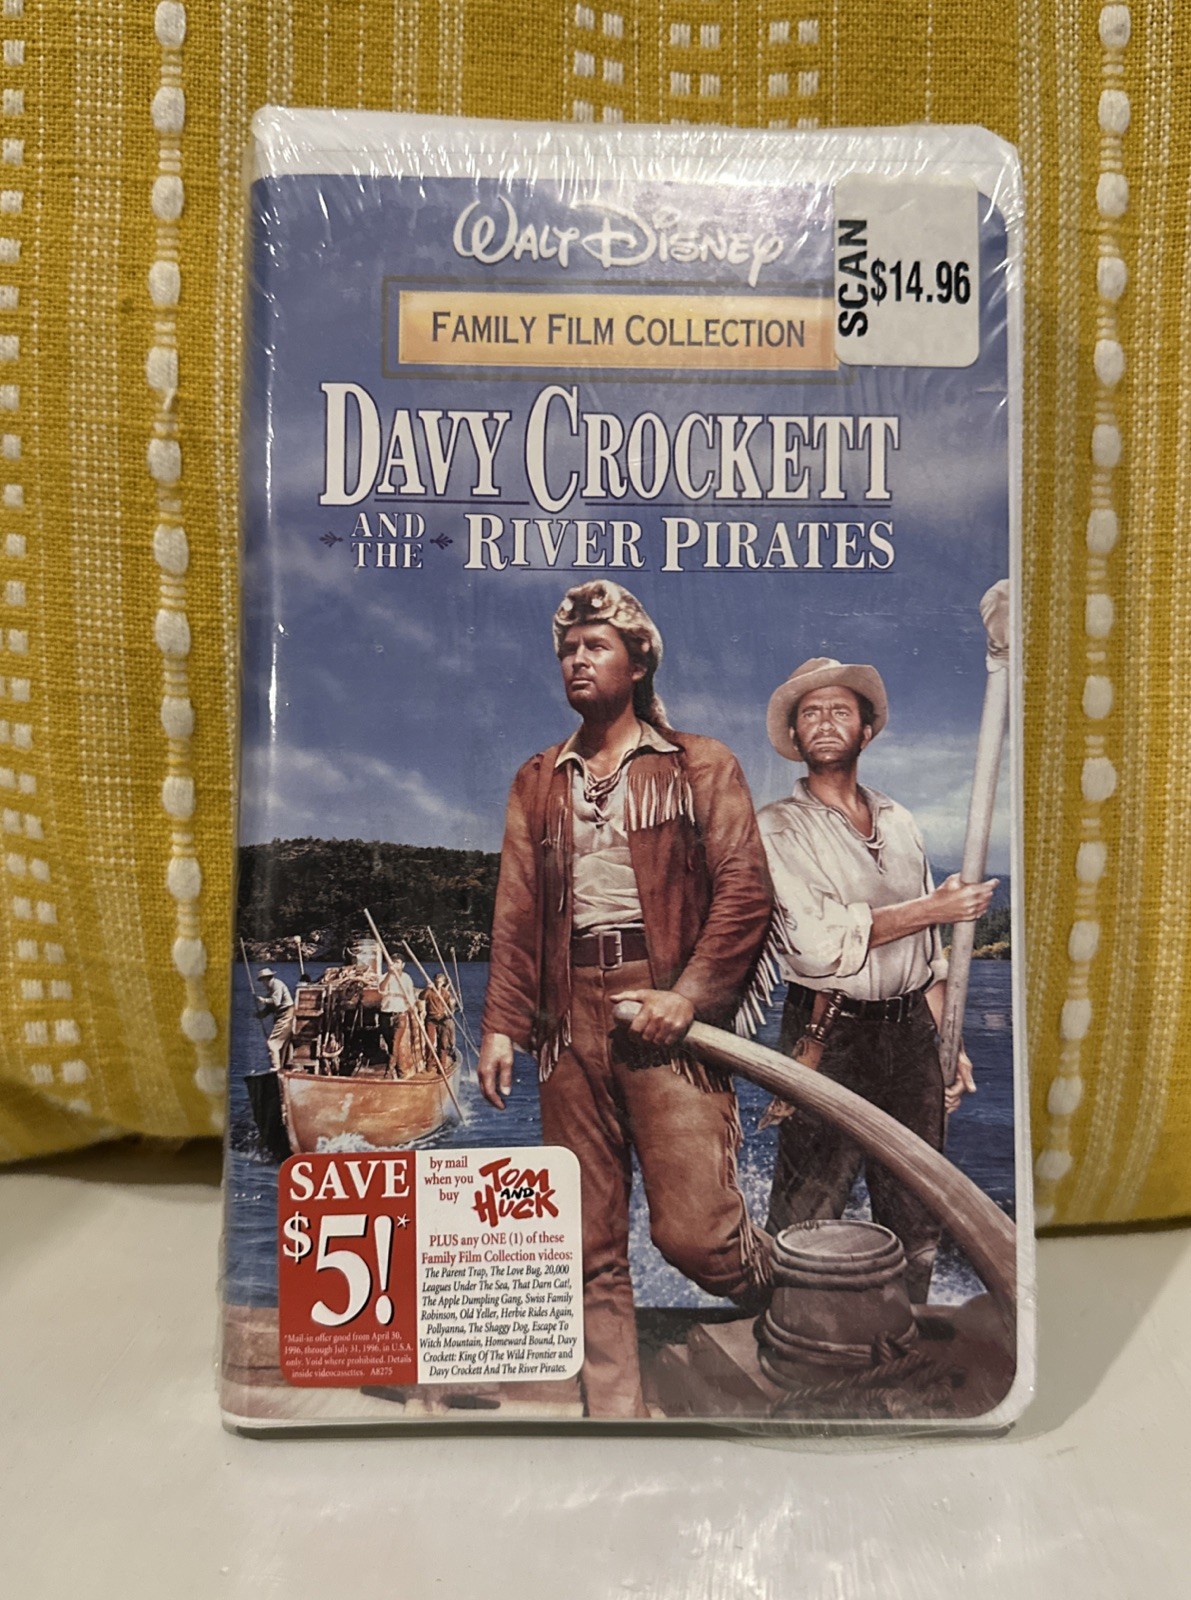 WALT DISNEY
SCAN
$14.96
FAMILY FILM COLLECTION
DAVY CROCKETT
AND THE RIVER PIRATES
SAVE
$5!*
*Mail-in offer good from April 30,
1996, through July 31, 1996, in U.S.A.
only. Void where prohibited. Details
inside videocassettes. A8275
by mail
when you
buy
TOM
AND
HUCK
PLUS any ONE (1) of these
Family Film Collection videos:
The Parent Trap, The Love Bug, 20,000
Leagues Under The Sea, That Darn Cat!,
The Apple Dumpling Gang, Swiss Family
Robinson, Old Yeller, Herbie Rides Again,
Pollyanna, The Shaggy Dog, Escape To
Witch Mountain, Homeward Bound, Davy
Crockett: King Of The Wild Frontier and
Davy Crockett And The River Pirates.